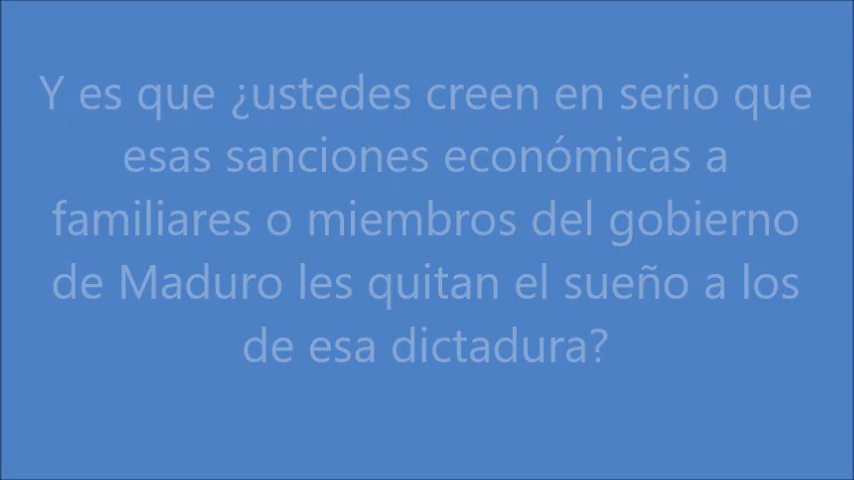 Y es que ¿ustedes creen en serio que
esas sanciones económicas a
familiares o miembros del gobierno
de Maduro les quitan el sueño a los
de esa dictadura?